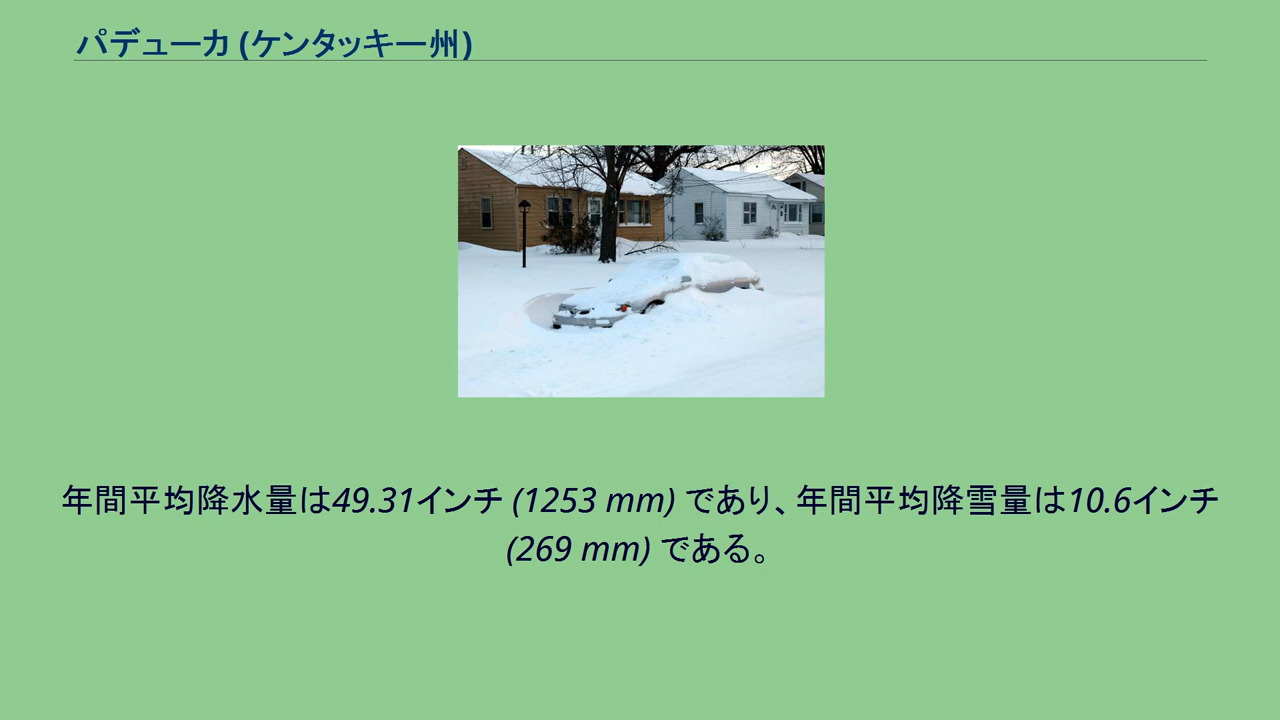 パデューカ (ケンタッキー州)
年間平均降水量は49.31インチ (1253 mm) であり、年間平均降雪量は10.6インチ
(269 mm) である。